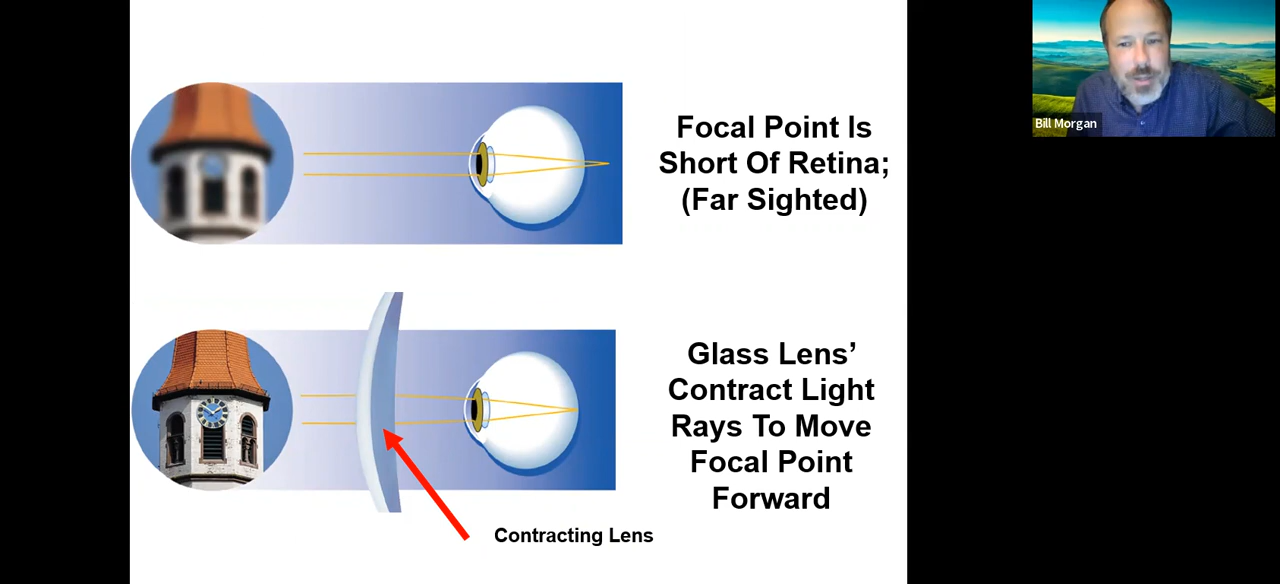 Focal Point Is
Short Of Retina;
(Far Sighted)
Bill Morgan
Glass Lens’
Contract Light
Rays To Move
Focal Point
Forward
Contracting Lens